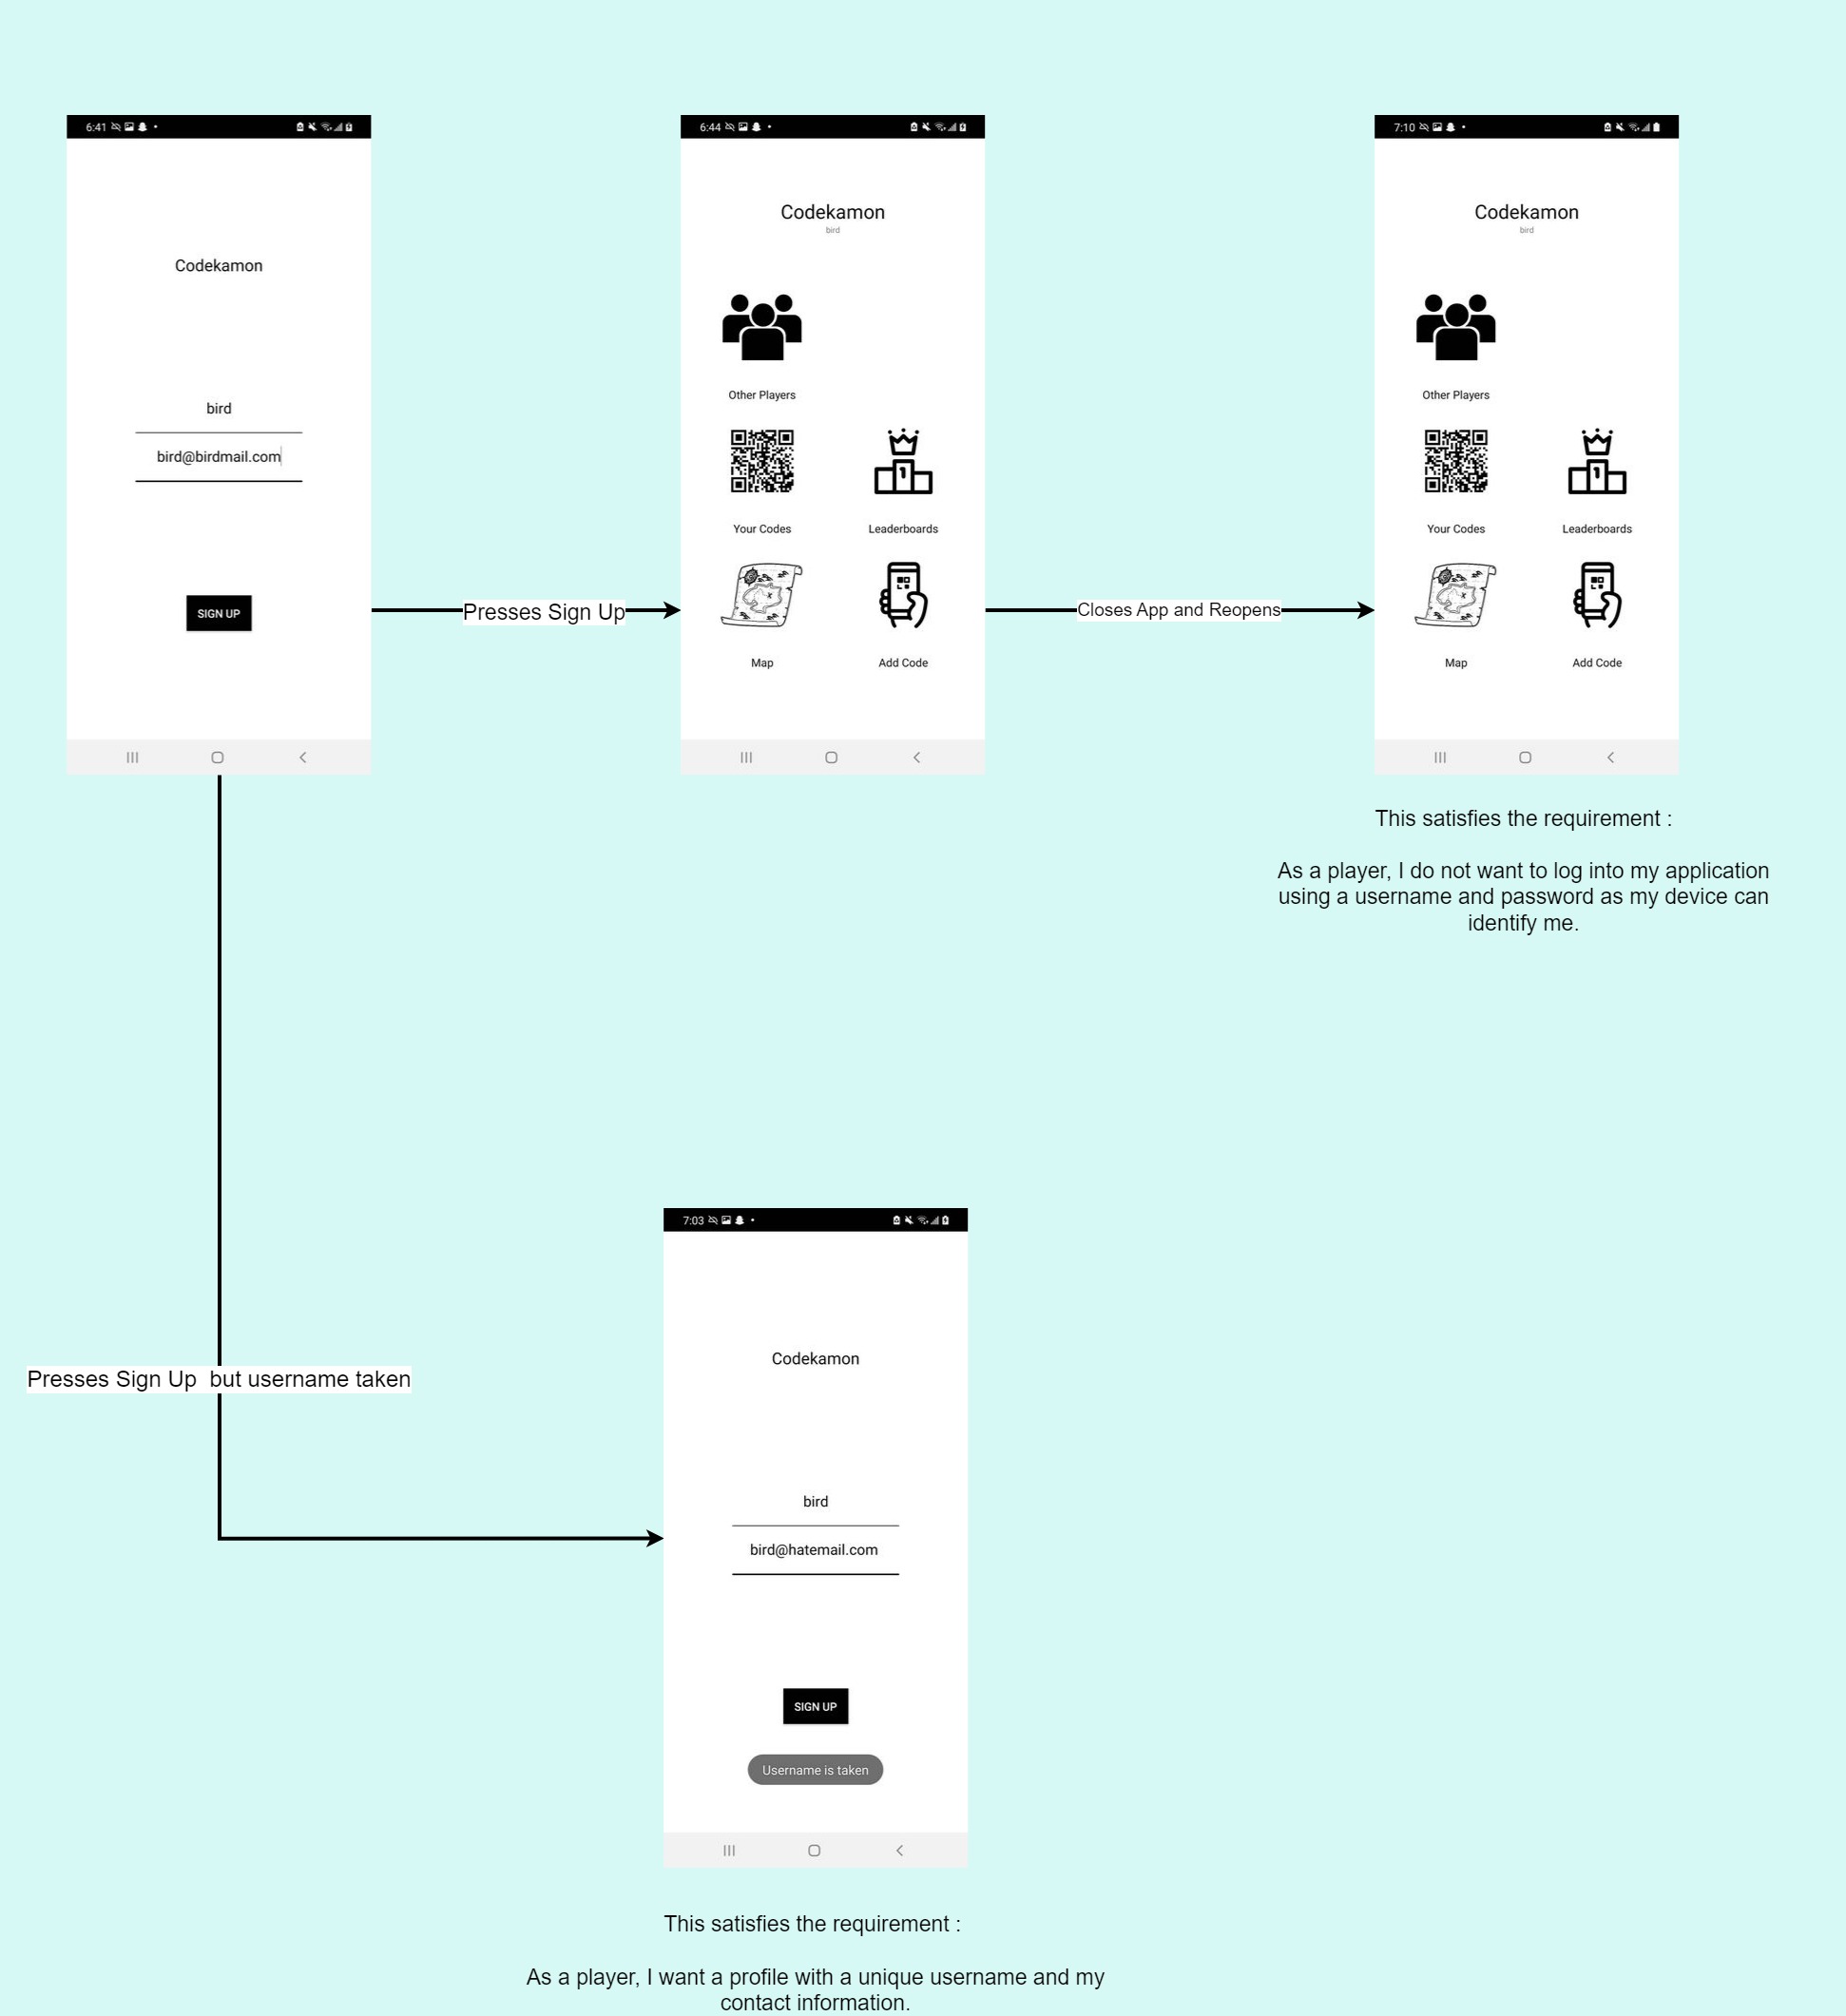 6:41
Codekamon
bird
bird@birdmail.com
SIGN UP
Presses Sign Up
6:44
Codekamon
bird
Other Players
Your Codes
Leaderboards
Map
Add Code
Closes App and Reopens
7:10
Codekamon
bird
Other Players
Your Codes
Leaderboards
Map
Add Code
This satisfies the requirement :
As a player, I do not want to log into my application
using a username and password as my device can
identify me.
Presses Sign Up  but username taken
7:03
Codekamon
bird
bird@hatemail.com
SIGN UP
Username is taken
This satisfies the requirement :
As a player, I want a profile with a unique username and my
contact information.